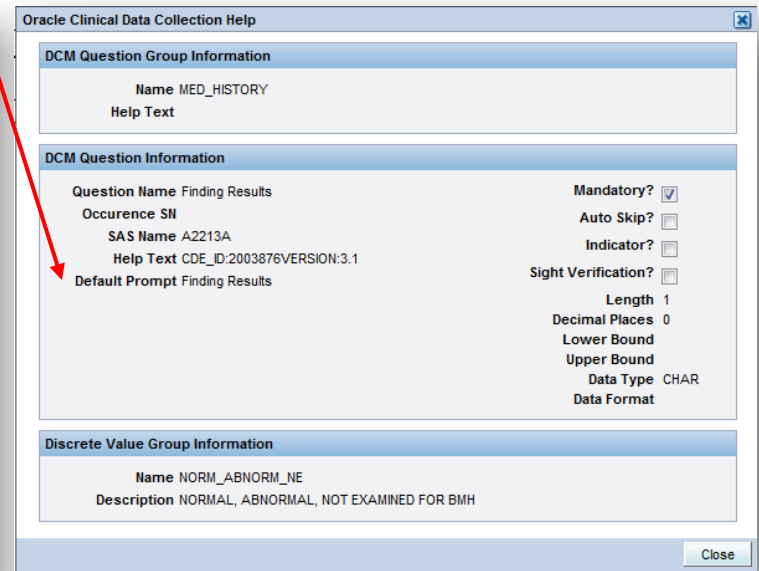 Oracle Clinical Data Collection Help
DCM Question Group Information
Name MED_HISTORY
Help Text
DCM Question Information
Question Name Finding Results
Occurence SN
SAS Name A2213A
Help Text CDE_ID:2003876VERSION:3.1
Default Prompt Finding Results
Mandatory?
Auto Skip?
Indicator?
Sight Verification?
Length 1
Decimal Places 0
Lower Bound
Upper Bound
Data Type CHAR
Data Format
Discrete Value Group Information
Name NORM_ABNORM_NE
Description NORMAL, ABNORMAL, NOT EXAMINED FOR BMH
Close